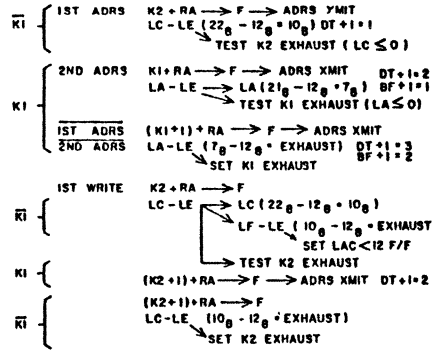 K̅1̅ 1ST ADRS K2 + RA → F → ADRS XMIT
LC – LE (22₈ – 12₈ = 10₈) DT + 1 = 1
TEST K2 EXHAUST (LC ≤ 0)
K1 2ND ADRS K1 + RA → F → ADRS XMIT DT + 1 = 2
LA – LE → LA (21₈ – 12₈ = 7₈) BF + 1 = 1
TEST K1 EXHAUST (LA ≤ 0)
1̅S̅T̅ A̅D̅R̅S̅ (K1 + 1) + RA → F → ADRS XMIT
2̅N̅D̅ A̅D̅R̅S̅ LA – LE (7₈ – 12₈ = EXHAUST) DT + 1 = 3
BF + 1 = 2
SET K1 EXHAUST
1ST WRITE K2 + RA → F
K̅1̅ LC – LE → LC (22₈ – 12₈ = 10₈)
LF – LE (10₈ – 12₈ = EXHAUST
SET LAC < 12 F/F
TEST K2 EXHAUST
K1 (K2 + 1) + RA → F → ADRS XMIT DT + 1 = 2
(K2 + 1) + RA → F
K̅1̅ LC – LE (10₈ – 12₈ = EXHAUST)
SET K2 EXHAUST